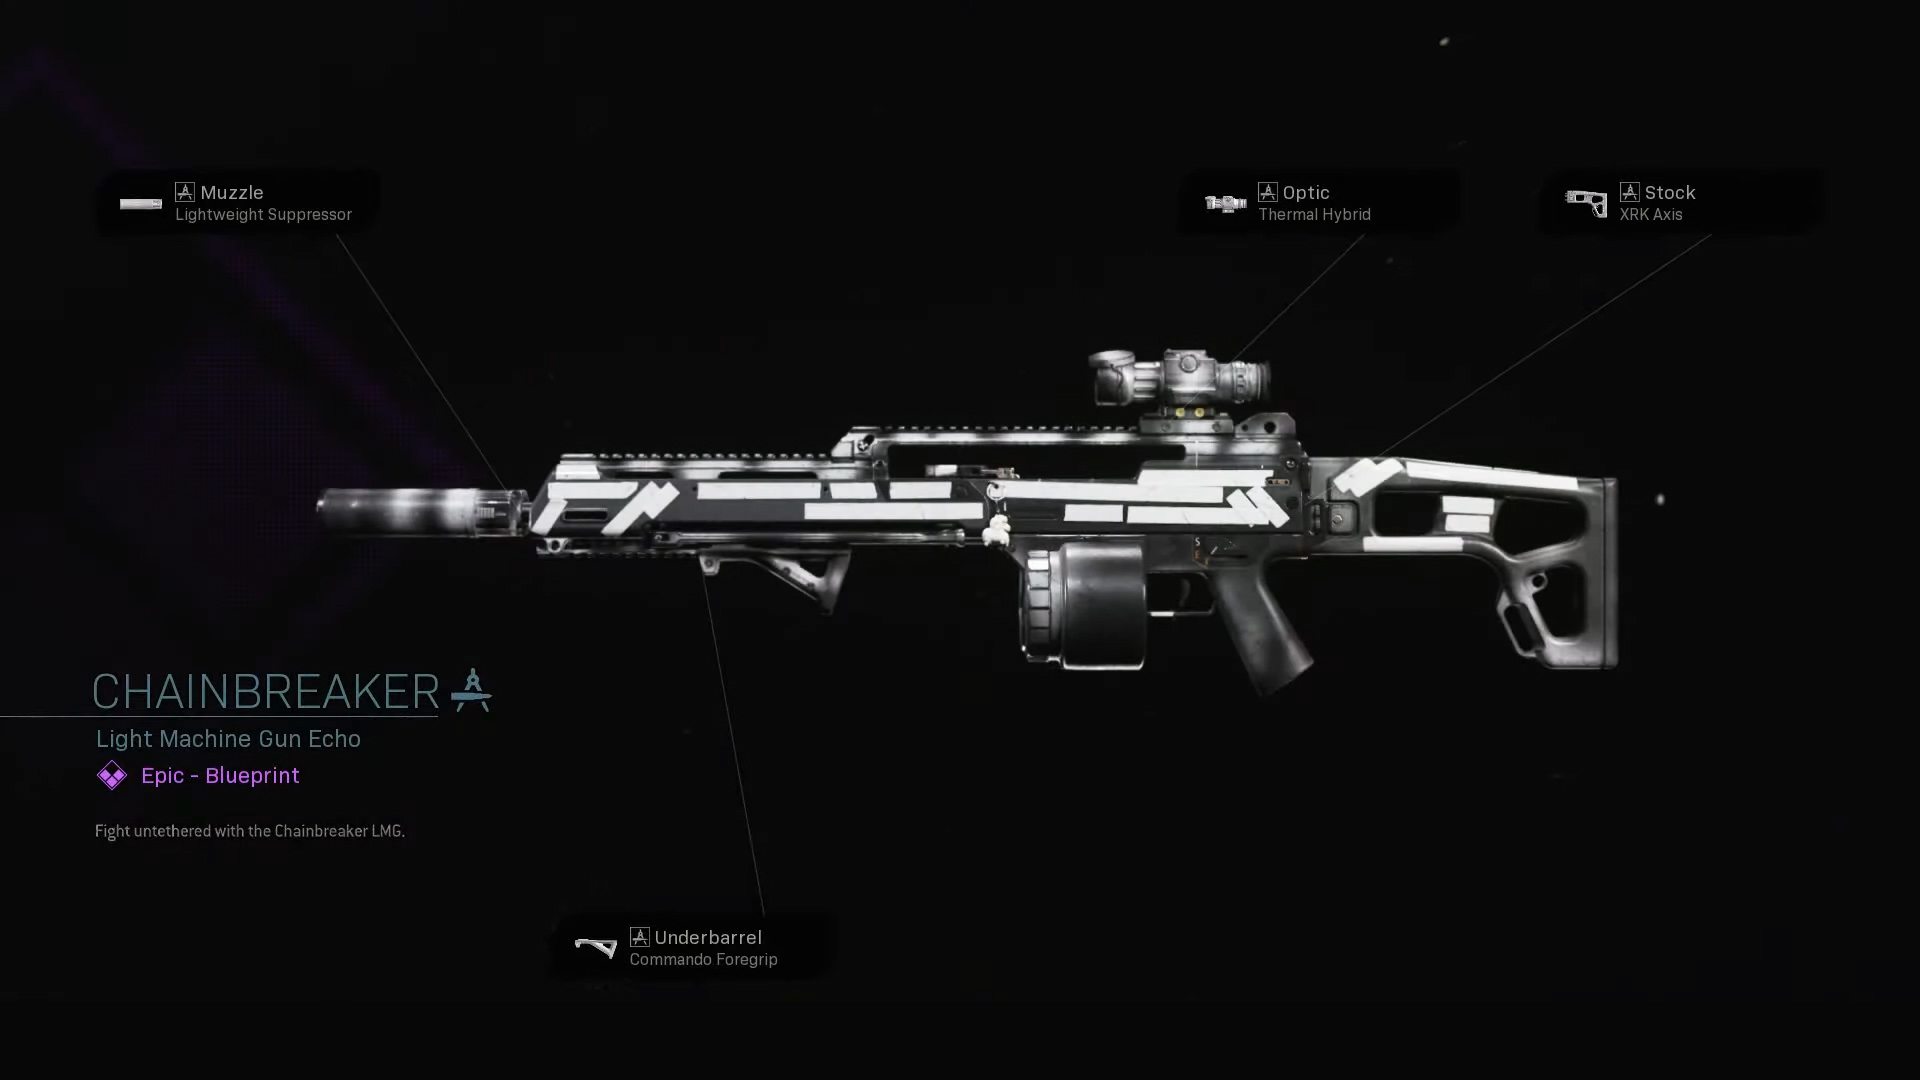 Muzzle
Lightweight Suppressor
Optic
Thermal Hybrid
Stock
XRK Axis
S
E
CHAINBREAKER
Light Machine Gun Echo
Epic - Blueprint
Fight untethered with the Chainbreaker LMG.
Underbarrel
Commando Foregrip